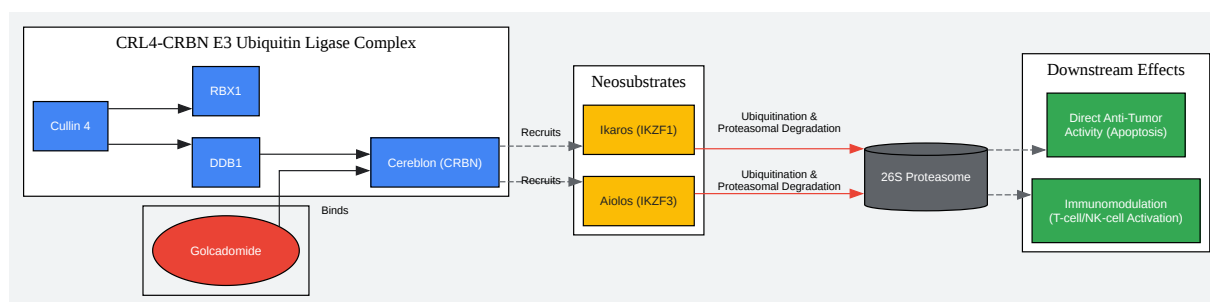 CRL4-CRBN E3 Ubiquitin Ligase Complex
Cullin 4
RBX1
DDB1
Cereblon (CRBN)
Binds
Golcadomide
Recruits
Recruits
Neosubstrates
Ikaros (IKZF1)
Aiolos (IKZF3)
Ubiquitination &
Proteasomal Degradation
Ubiquitination &
Proteasomal Degradation
26S Proteasome
Downstream Effects
Direct Anti-Tumor
Activity (Apoptosis)
Immunomodulation
(T-cell/NK-cell Activation)